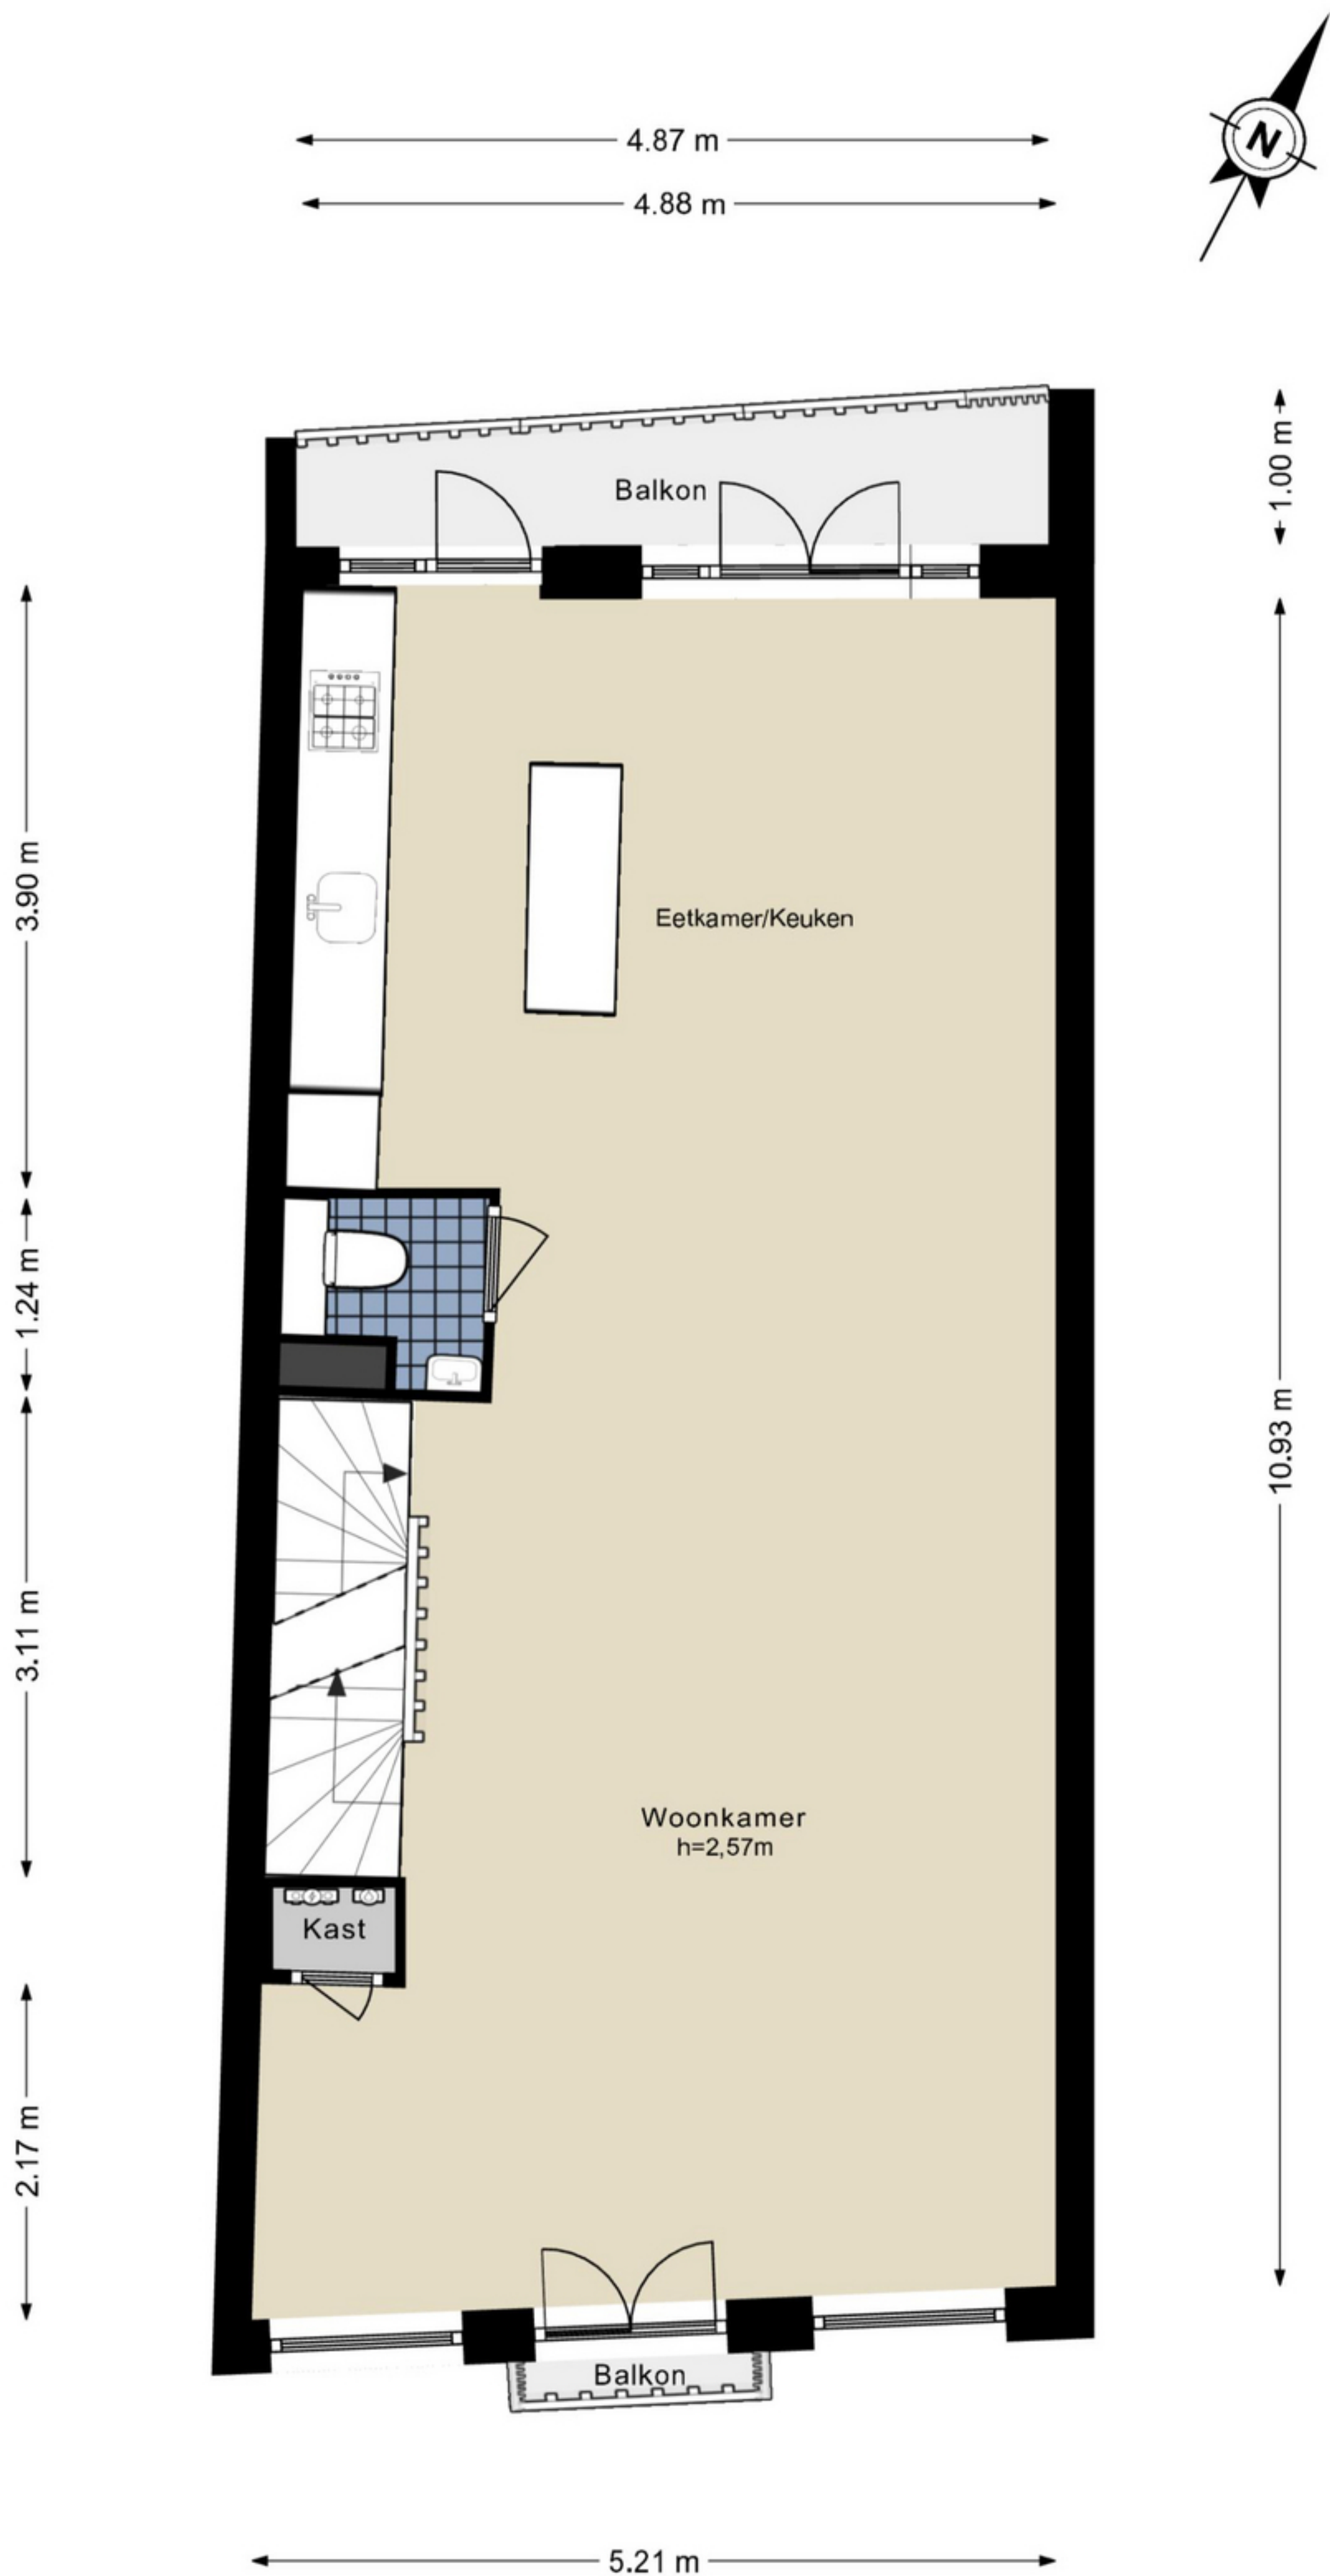 4.87 m
4.88 m
N
Balkon
1.00 m
3.90 m
Eetkamer/Keuken
1.24 m
10.93 m
3.11 m
Woonkamer
h=2,57m
Kast
2.17 m
Balkon
5.21 m